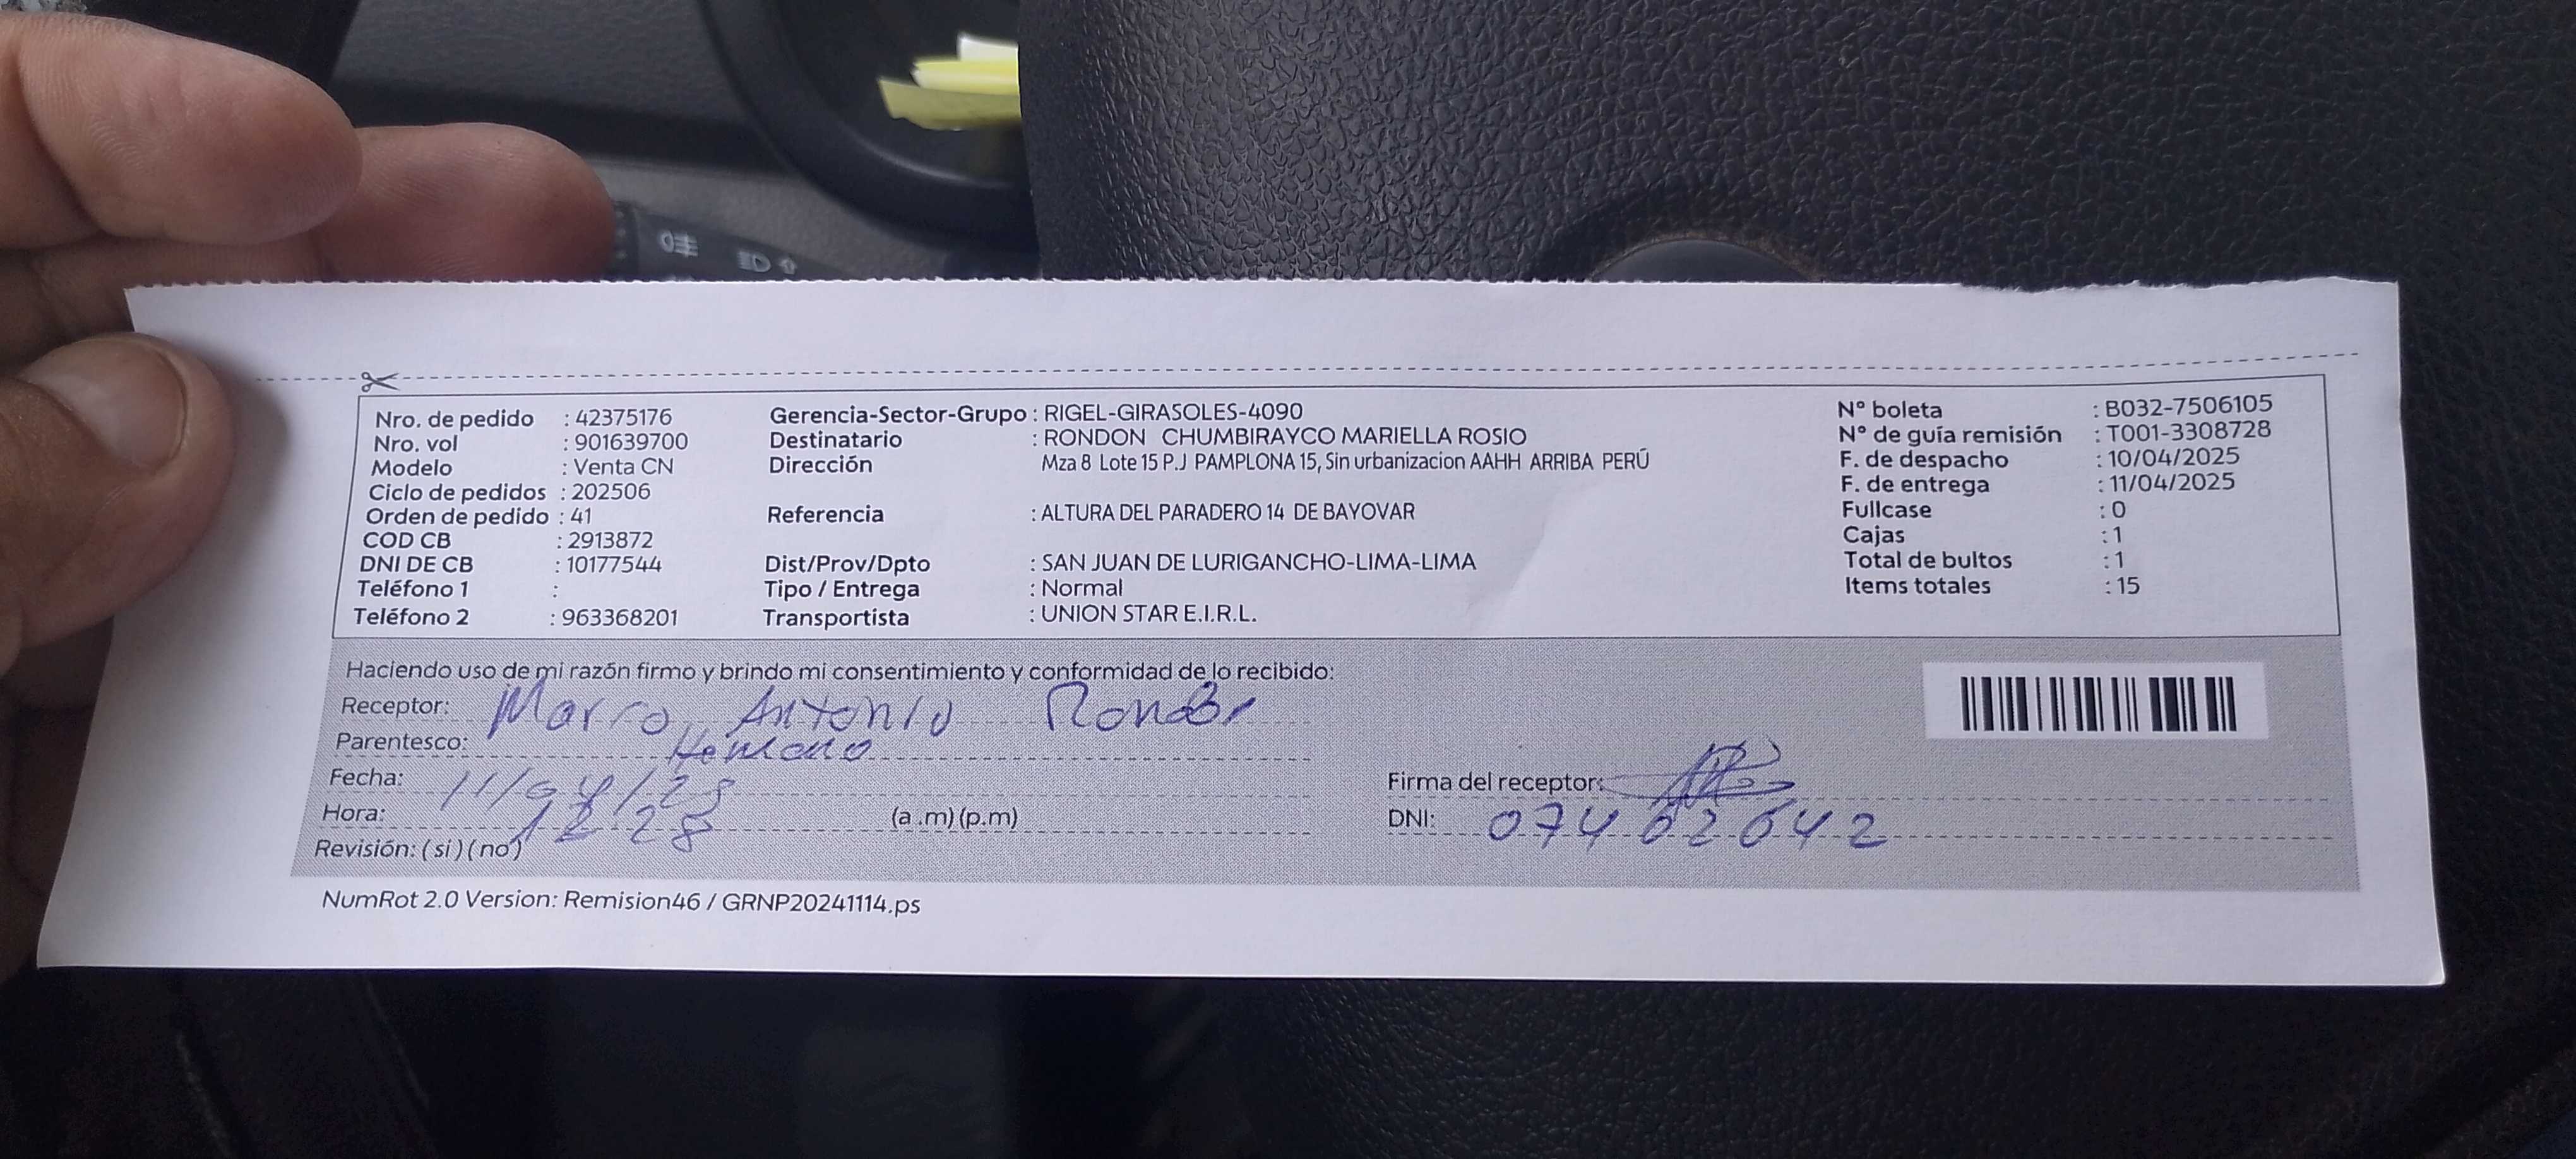 Nro. de pedido : 42375176
Nro. vol : 901639700
Modelo : Venta CN
Ciclo de pedidos : 202506
Orden de pedido : 41
COD CB : 2913872
DNI DE CB : 10177544
Teléfono 1 :
Teléfono 2 : 963368201
Gerencia-Sector-Grupo : RIGEL-GIRASOLES-4090
Destinatario : RONDON CHUMBIRAYCO MARIELLA ROSIO
Dirección Mza 8 Lote 15 P.J PAMPLONA 15, Sin urbanizacion AAHH ARRIBA PERÚ
Referencia : ALTURA DEL PARADERO 14 DE BAYOVAR
Dist/Prov/Dpto : SAN JUAN DE LURIGANCHO-LIMA-LIMA
Tipo / Entrega : Normal
Transportista : UNION STAR E.I.R.L.
N° boleta : B032-7506105
N° de guía remisión : T001-3308728
F. de despacho : 10/04/2025
F. de entrega : 11/04/2025
Fullcase : 0
Cajas : 1
Total de bultos : 1
Items totales : 15
Haciendo uso de mi razón firmo y brindo mi consentimiento y conformidad de lo recibido:
Receptor: Antonio
Parentesco: Hermano
Fecha: 11/04/25
Hora: 12 28 (a .m) (p.m)
Revisión: ( si ) ( no )
Firma del receptor:
DNI: 07462642
NumRot 2.0 Version: Remision46 / GRNP20241114.ps